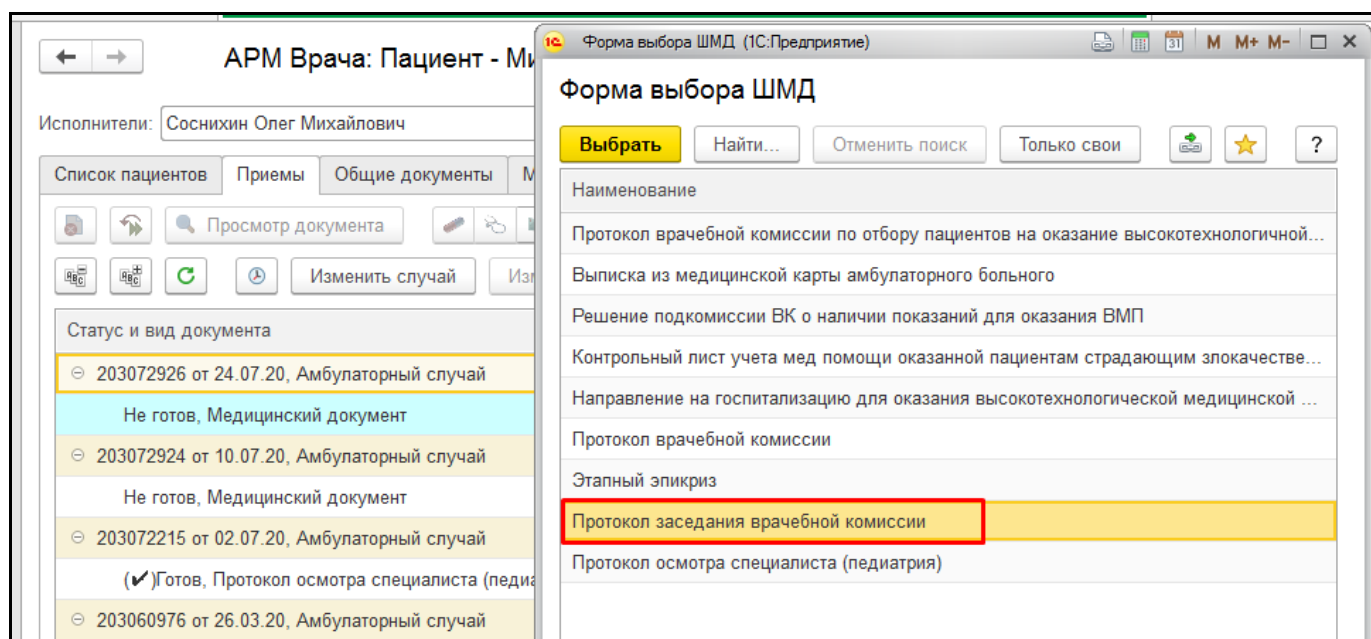 АРМ Врача: Пациент - Ми
Исполнители: Соснихин Олег Михайлович
Список пациентов Приемы Общие документы М
Просмотр документа
Изменить случай Из
Статус и вид документа
203072926 от 24.07.20, Амбулаторный случай
Не готов, Медицинский документ
203072924 от 10.07.20, Амбулаторный случай
Не готов, Медицинский документ
203072215 от 02.07.20, Амбулаторный случай
(✔)Готов, Протокол осмотра специалиста (педиа
203060976 от 26.03.20, Амбулаторный случай
Форма выбора ШМД (1С:Предприятие) 31 M M+ M-
Форма выбора ШМД
Выбрать Найти... Отменить поиск Только свои ?
Наименование
Протокол врачебной комиссии по отбору пациентов на оказание высокотехнологичной...
Выписка из медицинской карты амбулаторного больного
Решение подкомиссии ВК о наличии показаний для оказания ВМП
Контрольный лист учета мед помощи оказанной пациентам страдающим злокачестве...
Направление на госпитализацию для оказания высокотехнологической медицинской ...
Протокол врачебной комиссии
Этапный эпикриз
Протокол заседания врачебной комиссии
Протокол осмотра специалиста (педиатрия)